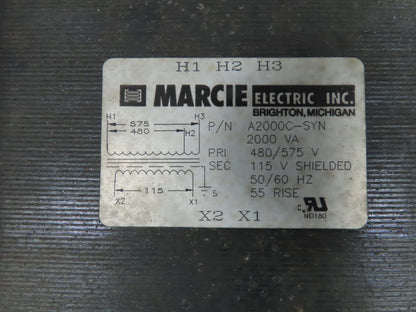 H1 H2 H3
MARCIE ELECTRIC INC.
BRIGHTON, MICHIGAN
H1 H3
575
480
H2
P/N A2000C-SYN
2000 VA
PRI 480/575 V
SEC 115 V SHIELDED
50/60 HZ
55 RISE
115
S
X2 X1
X2 X1